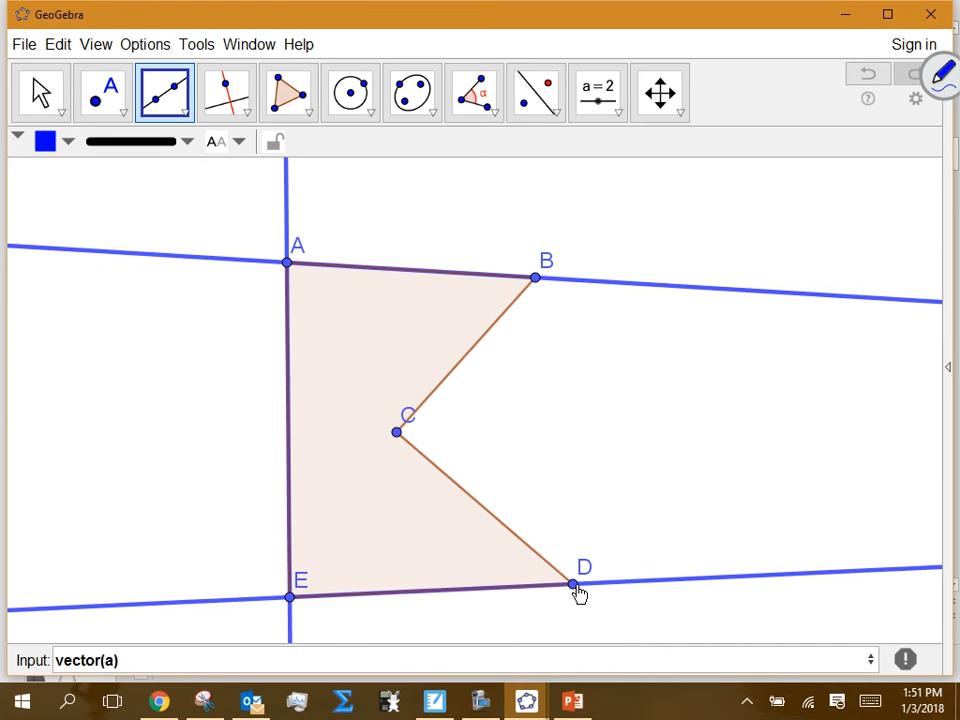 GeoGebra
File Edit View Options Tools Window Help Sign in
A α a = 2
AA
A
B
C
D
E
Input: vector(a)
1:51 PM
1/3/2018